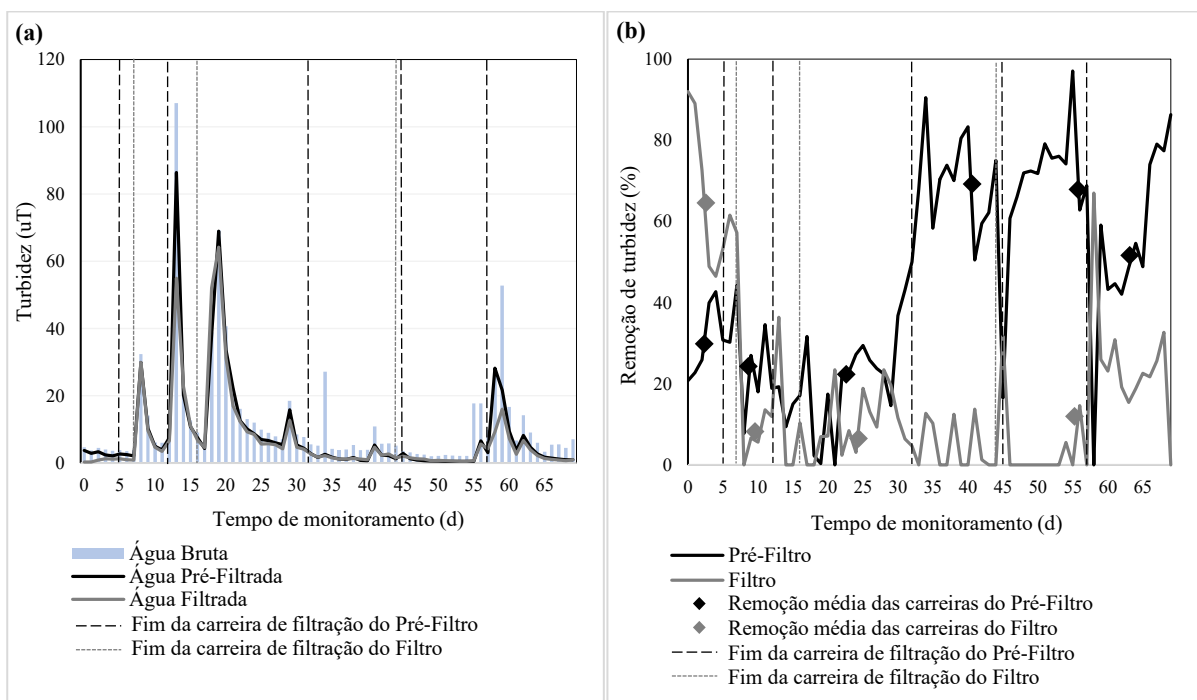 (a)
Turbidez (uT)
120
100
80
60
40
20
0
0 5 10 15 20 25 30 35 40 45 50 55 60 65
Tempo de monitoramento (d)
Água Bruta
Água Pré-Filtrada
Água Filtrada
Fim da carreira de filtração do Pré-Filtro
Fim da carreira de filtração do Filtro
(b)
Remoção de turbidez (%)
100
80
60
40
20
0
0 5 10 15 20 25 30 35 40 45 50 55 60 65
Tempo de monitoramento (d)
Pré-Filtro
Filtro
Remoção média das carreiras do Pré-Filtro
Remoção média das carreiras do Filtro
Fim da carreira de filtração do Pré-Filtro
Fim da carreira de filtração do Filtro